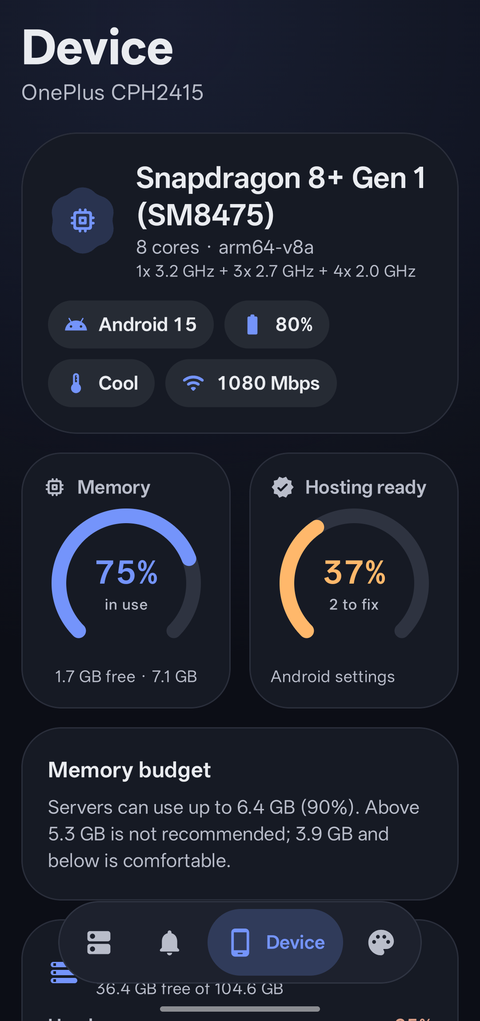 Device
OnePlus CPH2415
Snapdragon 8+ Gen 1
(SM8475)
8 cores · arm64-v8a
1x 3.2 GHz + 3x 2.7 GHz + 4x 2.0 GHz
Android 15
80%
Cool
1080 Mbps
Memory
75%
in use
1.7 GB free · 7.1 GB
Hosting ready
37%
2 to fix
Android settings
Memory budget
Servers can use up to 6.4 GB (90%). Above
5.3 GB is not recommended; 3.9 GB and
below is comfortable.
Device
36.4 GB free of 104.6 GB